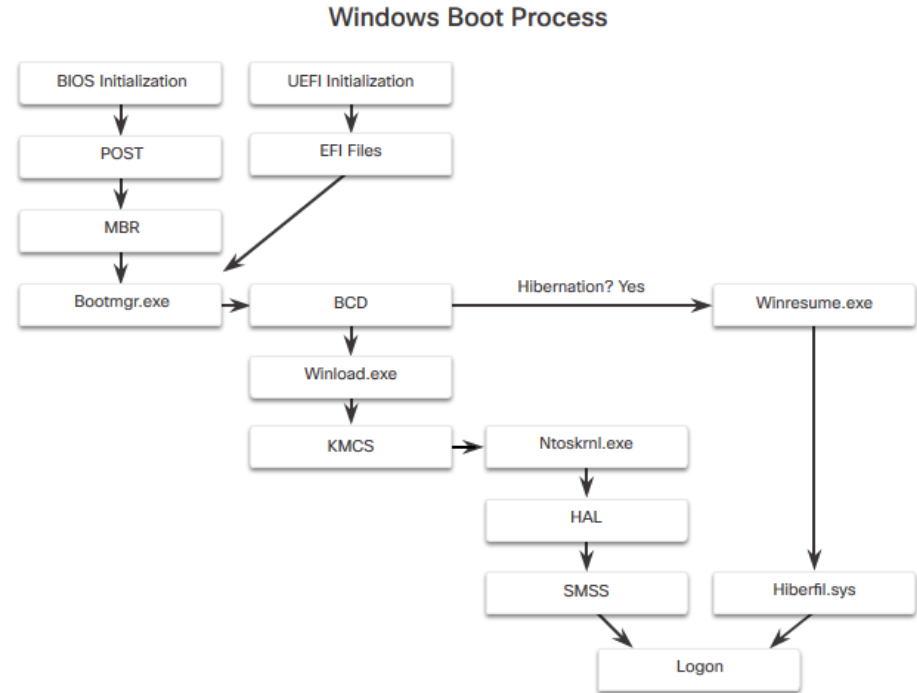 Windows Boot Process
BIOS Initialization
UEFI Initialization
POST
EFI Files
MBR
Bootmgr.exe
BCD
Hibernation? Yes
Winresume.exe
Winload.exe
KMCS
Ntoskrnl.exe
HAL
SMSS
Hiberfil.sys
Logon